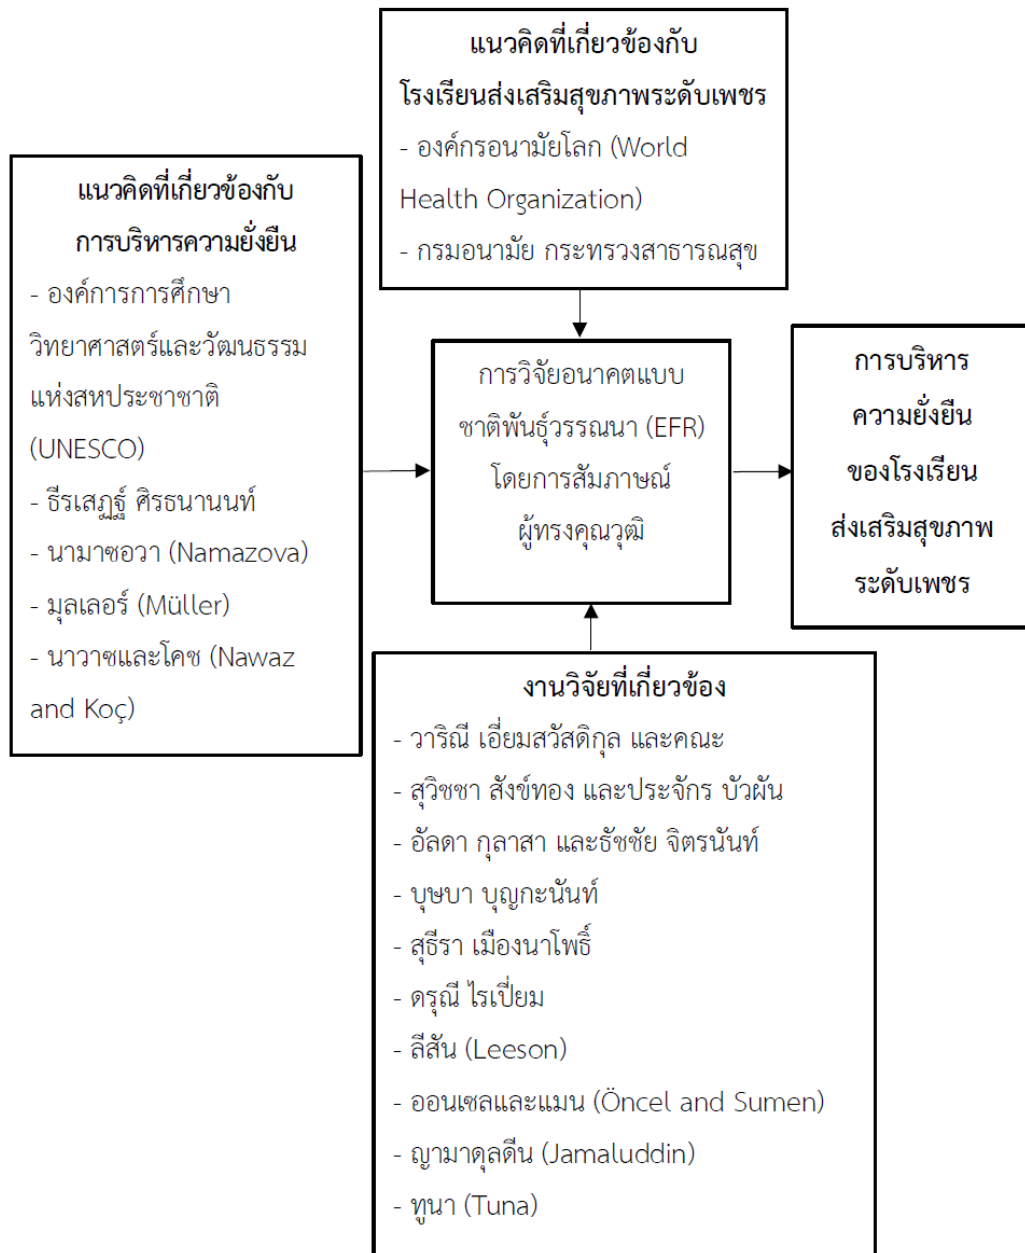 แนวคิดที่เกี่ยวข้องกับ
โรงเรียนส่งเสริมสุขภาพระดับเพชร
- องค์กรอนามัยโลก (World
Health Organization)
- กรมอนามัย กระทรวงสาธารณสุข
แนวคิดที่เกี่ยวข้องกับ
การบริหารความยั่งยืน
- องค์การการศึกษา
วิทยาศาสตร์และวัฒนธรรม
แห่งสหประชาชาติ
(UNESCO)
- ธีรเสฏฐ์ ศิรธนานนท์
- นามาซอวา (Namazova)
- มุลเลอร์ (Müller)
- นาวาซและโคช (Nawaz
and Koç)
การวิจัยอนาคตแบบ
ชาติพันธุ์วรรณนา (EFR)
โดยการสัมภาษณ์
ผู้ทรงคุณวุฒิ
การบริหาร
ความยั่งยืน
ของโรงเรียน
ส่งเสริมสุขภาพ
ระดับเพชร
งานวิจัยที่เกี่ยวข้อง
- วาริณี เอี่ยมสวัสดิกุล และคณะ
- สุวิชชา สังข์ทอง และประจักร บัวผัน
- อัลดา กุลาสา และธัชชัย จิตรนันท์
- บุษบา บุญกะนันท์
- สุธีรา เมืองนาโพธิ์
- ดรุณี ไรเปี่ยม
- ลีสัน (Leeson)
- ออนเซลและแมน (Öncel and Sumen)
- ญามาดุลดีน (Jamaluddin)
- ทูนา (Tuna)